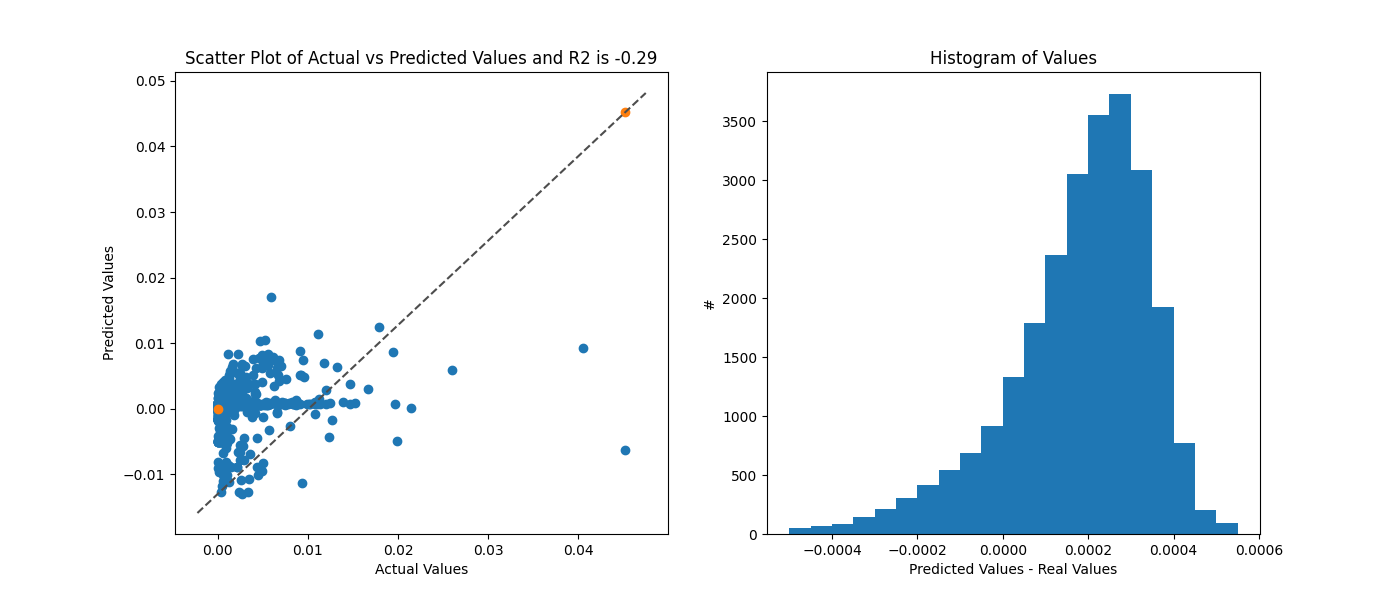 Scatter Plot of Actual vs Predicted Values and R2 is -0.29
0.05
0.04
0.03
0.02
0.01
0.00
−0.01
Predicted Values
0.00 0.01 0.02 0.03 0.04
Actual Values
Histogram of Values
3500
3000
2500
2000
1500
1000
500
0
#
−0.0004 −0.0002 0.0000 0.0002 0.0004 0.0006
Predicted Values - Real Values